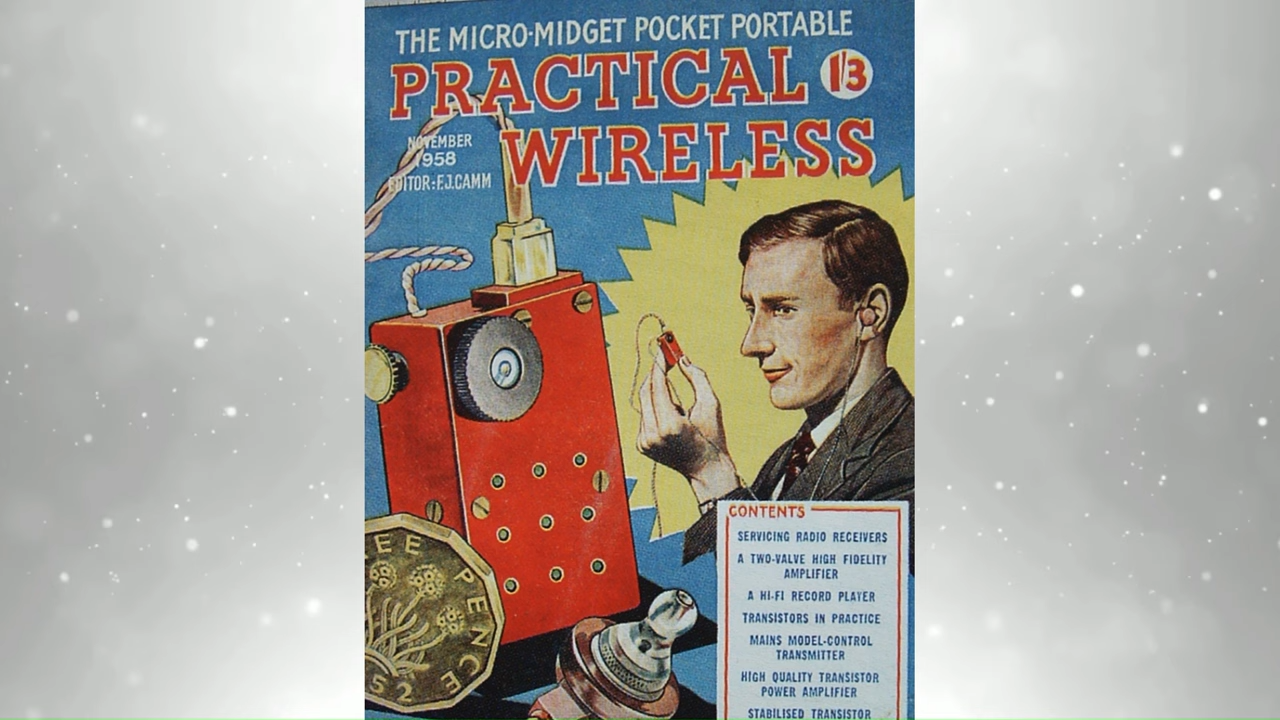 THE MICRO-MIDGET POCKET PORTABLE
PRACTICAL 1/3
WIRELESS
NOVEMBER
1958
EDITOR: F.J. CAMM
CONTENTS
SERVICING RADIO RECEIVERS
A TWO-VALVE HIGH FIDELITY
AMPLIFIER
A HI-FI RECORD PLAYER
TRANSISTORS IN PRACTICE
MAINS MODEL-CONTROL
TRANSMITTER
HIGH QUALITY TRANSISTOR
POWER AMPLIFIER
STABILISED TRANSISTOR
EE PENCE
52